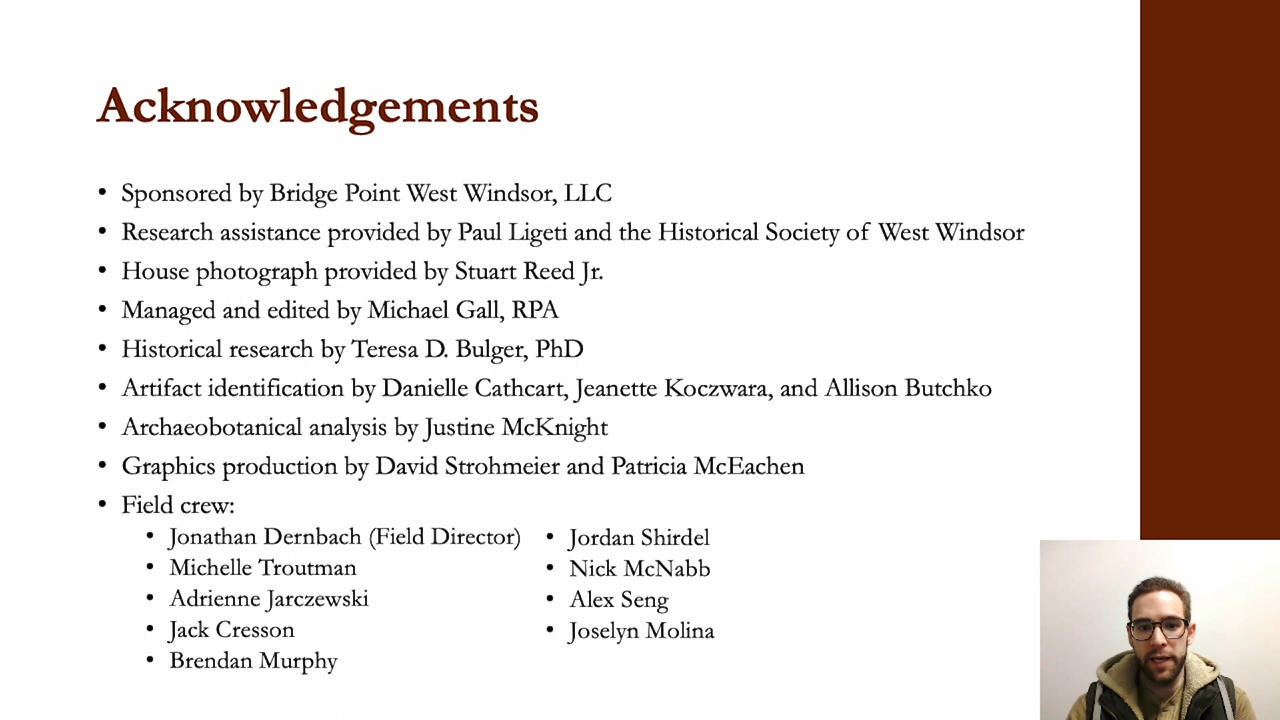 Acknowledgements
• Sponsored by Bridge Point West Windsor, LLC
• Research assistance provided by Paul Ligeti and the Historical Society of West Windsor
• House photograph provided by Stuart Reed Jr.
• Managed and edited by Michael Gall, RPA
• Historical research by Teresa D. Bulger, PhD
• Artifact identification by Danielle Cathcart, Jeanette Koczwara, and Allison Butchko
• Archaeobotanical analysis by Justine McKnight
• Graphics production by David Strohmeier and Patricia McEachen
• Field crew:
• Jonathan Dernbach (Field Director)
• Michelle Troutman
• Adrienne Jarczewski
• Jack Cresson
• Brendan Murphy
• Jordan Shirdel
• Nick McNabb
• Alex Seng
• Joselyn Molina